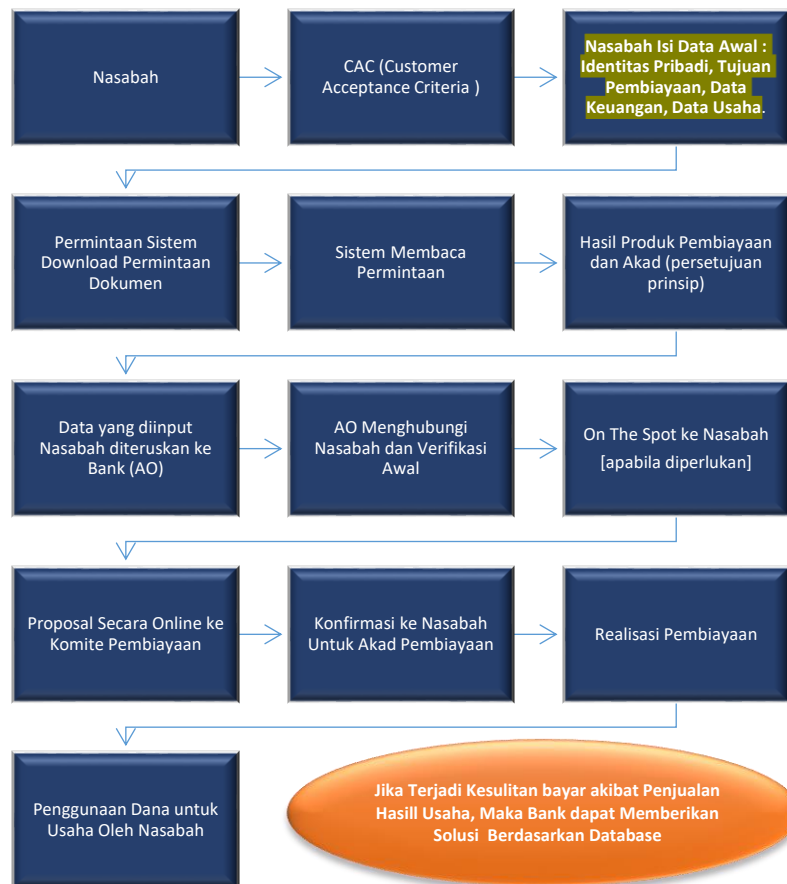 Nasabah
CAC (Customer
Acceptance Criteria )
Nasabah Isi Data Awal :
Identitas Pribadi, Tujuan
Pembiayaan, Data
Keuangan, Data Usaha.
Permintaan Sistem
Download Permintaan
Dokumen
Sistem Membaca
Permintaan
Hasil Produk Pembiayaan
dan Akad (persetujuan
prinsip)
Data yang diinput
Nasabah diteruskan ke
Bank (AO)
AO Menghubungi
Nasabah dan Verifikasi
Awal
On The Spot ke Nasabah
[apabila diperlukan]
Proposal Secara Online ke
Komite Pembiayaan
Konfirmasi ke Nasabah
Untuk Akad Pembiayaan
Realisasi Pembiayaan
Penggunaan Dana untuk
Usaha Oleh Nasabah
Jika Terjadi Kesulitan bayar akibat Penjualan
Hasill Usaha, Maka Bank dapat Memberikan
Solusi  Berdasarkan Database